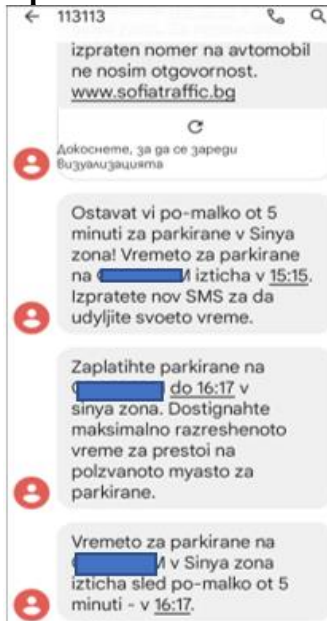 113113
izpraten nomer na avtomobil
ne nosim otgovornost.
www.sofiatraffic.bg
Докоснете, за да се зареди
визуализацията
Ostavat vi po-malko ot 5
minuti za parkirane v Sinya
zona! Vremeto za parkirane
na izticha v 15:15.
Izpratete nov SMS za da
udyljite svoeto vreme.
Zaplatihte parkirane na
do 16:17 v
sinya zona. Dostignahte
maksimalno razreshenoto
vreme za prestoi na
polzvanoto myasto za
parkirane.
Vremeto za parkirane na
v Sinya zona
izticha sled po-malko ot 5
minuti - v 16:17.